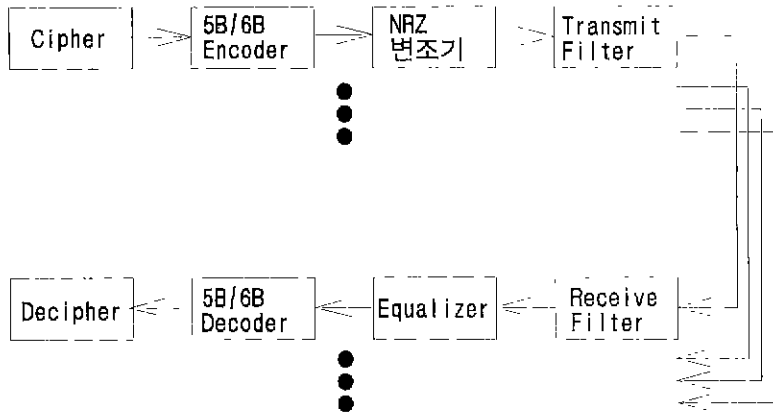 Cipher
5B/6B
Encoder
NRZ
변조기
Transmit
Filter
Decipher
5B/6B
Decoder
Equalizer
Receive
Filter